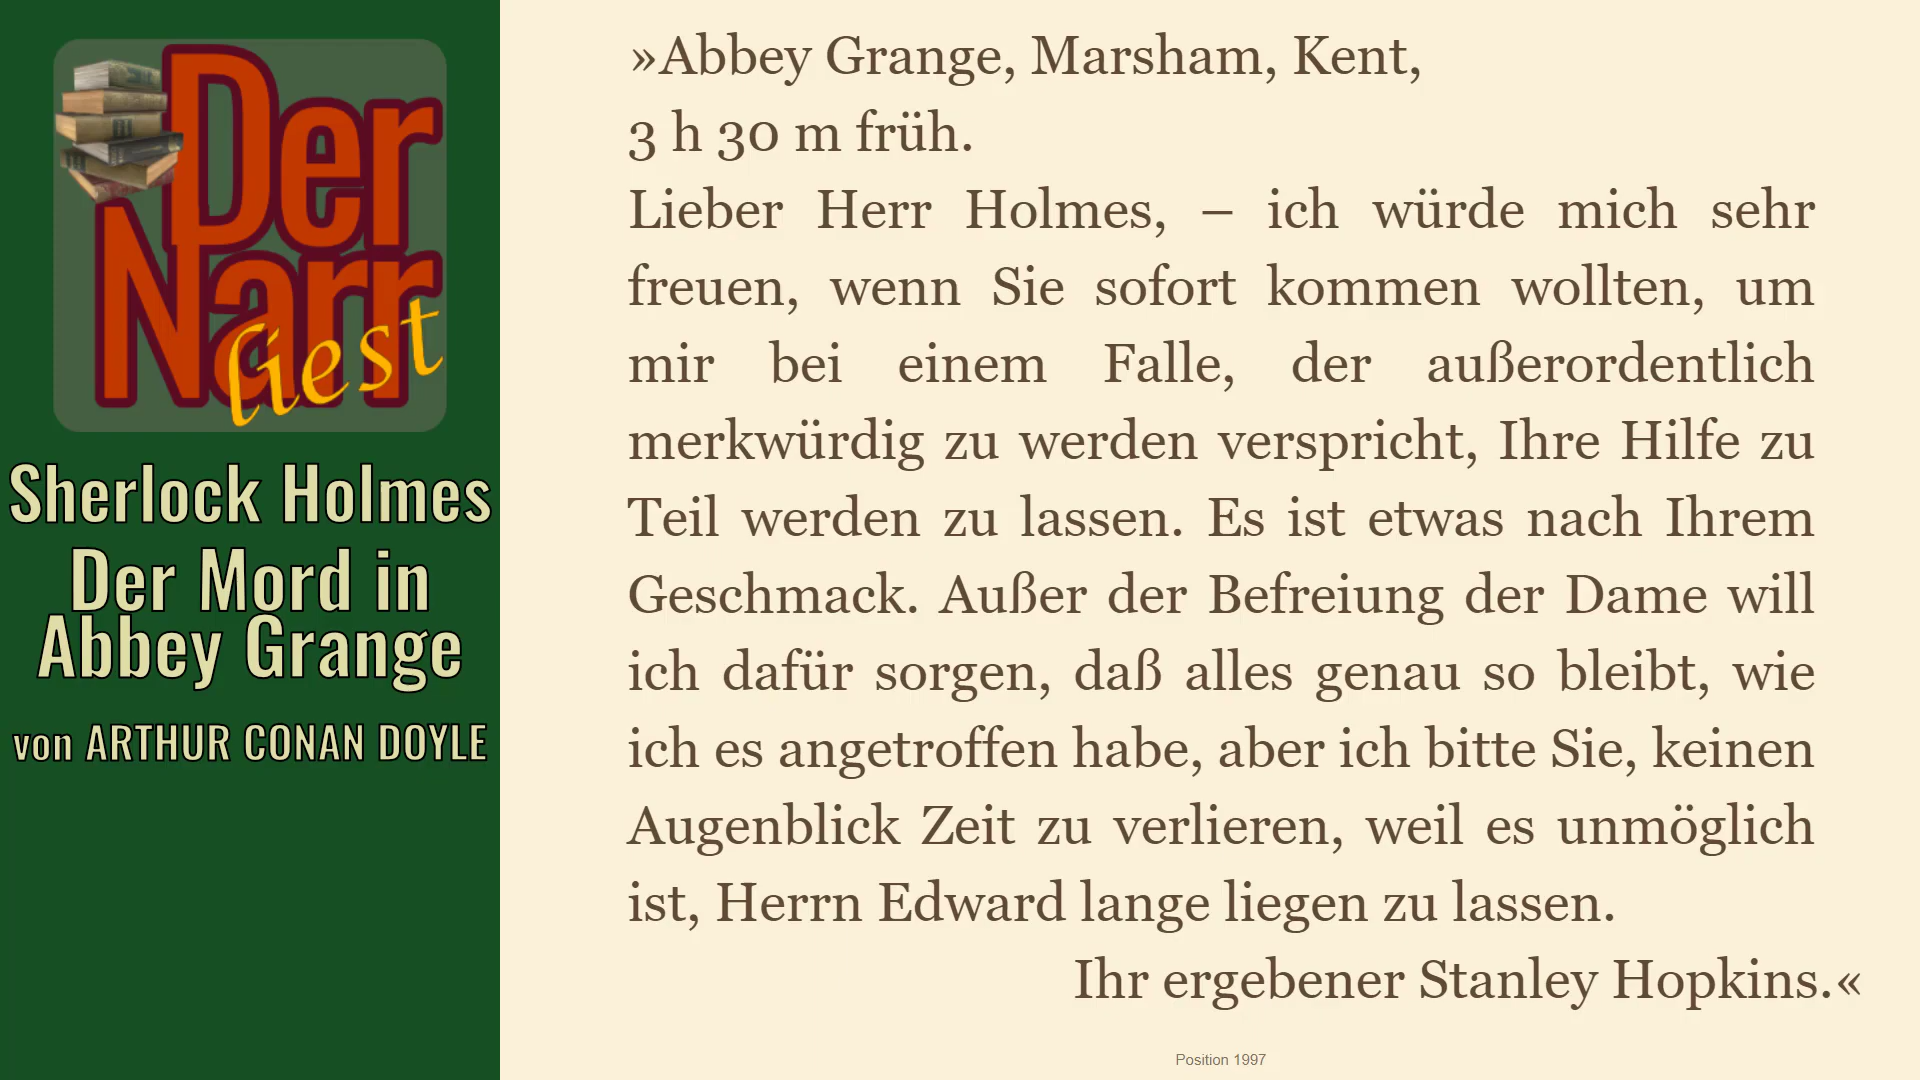 Der
Narr
liest
Sherlock Holmes
Der Mord in
Abbey Grange
von ARTHUR CONAN DOYLE
»Abbey Grange, Marsham, Kent,
3 h 30 m früh.
Lieber Herr Holmes, – ich würde mich sehr
freuen, wenn Sie sofort kommen wollten, um
mir bei einem Falle, der außerordentlich
merkwürdig zu werden verspricht, Ihre Hilfe zu
Teil werden zu lassen. Es ist etwas nach Ihrem
Geschmack. Außer der Befreiung der Dame will
ich dafür sorgen, daß alles genau so bleibt, wie
ich es angetroffen habe, aber ich bitte Sie, keinen
Augenblick Zeit zu verlieren, weil es unmöglich
ist, Herrn Edward lange liegen zu lassen.
Ihr ergebener Stanley Hopkins.«
Position 1997